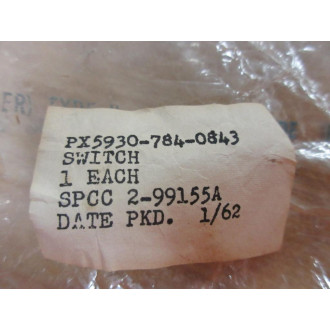 PX5930-784-0843
SWITCH
1 EACH
SPCC 2-99155A
DATE PKD. 1/62